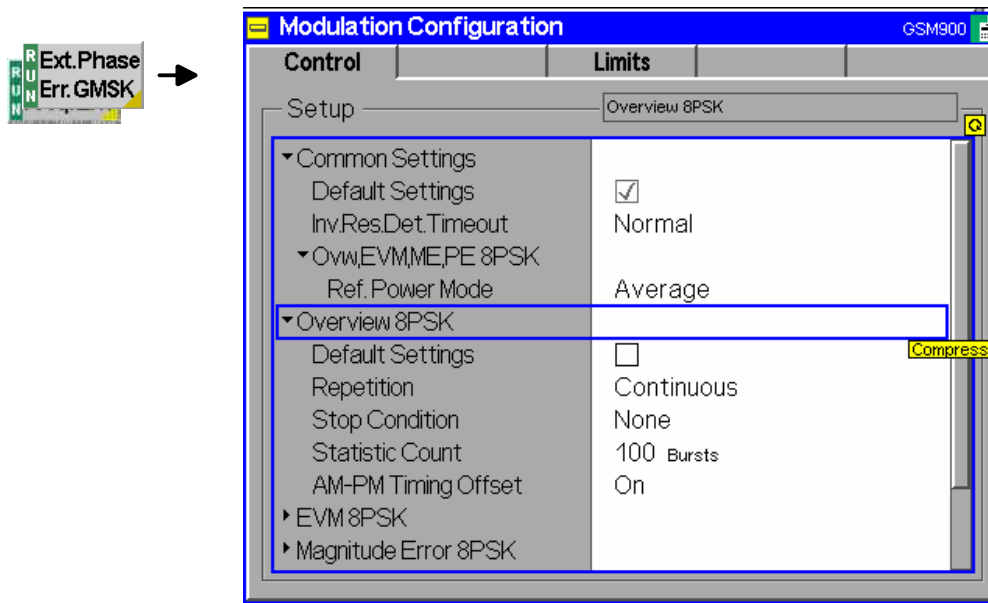 RUN
RUN
Ext.Phase
Err.GMSK
Modulation Configuration
GSM900
Control
Limits
Setup
Overview 8PSK
Common Settings
Default Settings
Inv.Res.Det.Timeout Normal
Ovw,EVM,ME,PE 8PSK
Ref. Power Mode Average
Overview 8PSK
Compress
Default Settings
Repetition Continuous
Stop Condition None
Statistic Count 100 Bursts
AM-PM Timing Offset On
EVM 8PSK
Magnitude Error 8PSK